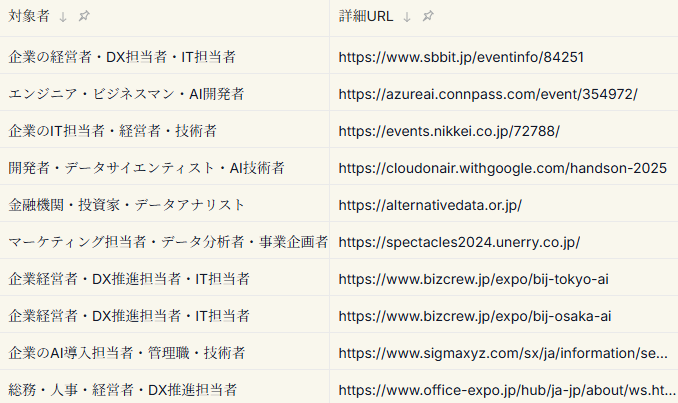 対象者 詳細URL
企業の経営者・DX担当者・IT担当者 https://www.sbbit.jp/eventinfo/84251
エンジニア・ビジネスマン・AI開発者 https://azureai.connpass.com/event/354972/
企業のIT担当者・経営者・技術者 https://events.nikkei.co.jp/72788/
開発者・データサイエンティスト・AI技術者 https://cloudonair.withgoogle.com/handson-2025
金融機関・投資家・データアナリスト https://alternativedata.or.jp/
マーケティング担当者・データ分析者・事業企画者 https://spectacles2024.unerry.co.jp/
企業経営者・DX推進担当者・IT担当者 https://www.bizcrew.jp/expo/bij-tokyo-ai
企業経営者・DX推進担当者・IT担当者 https://www.bizcrew.jp/expo/bij-osaka-ai
企業のAI導入担当者・管理職・技術者 https://www.sigmaxyz.com/sx/ja/information/se...
総務・人事・経営者・DX推進担当者 https://www.office-expo.jp/hub/ja-jp/about/ws.ht...